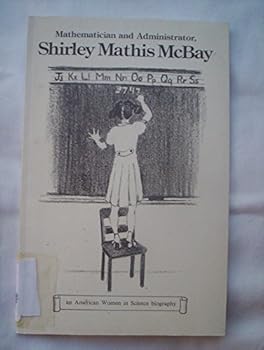 Mathematician and Administrator,
Shirley Mathis McBay
Jj Kk Ll Mm Nn Oo Pp Qq Rr Ss
2747
an American Women in Science biography